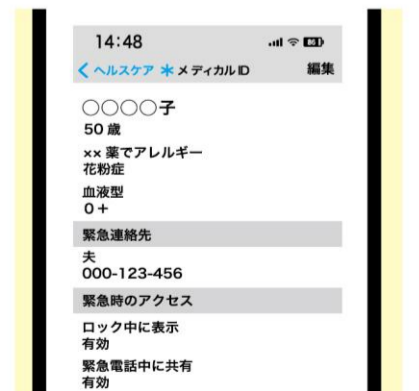 14:48 86
ヘルスケア * メディカルID 編集
○○○○子
50 歳
×× 薬でアレルギー
花粉症
血液型
O +
緊急連絡先
夫
000-123-456
緊急時のアクセス
ロック中に表示
有効
緊急電話中に共有
有効